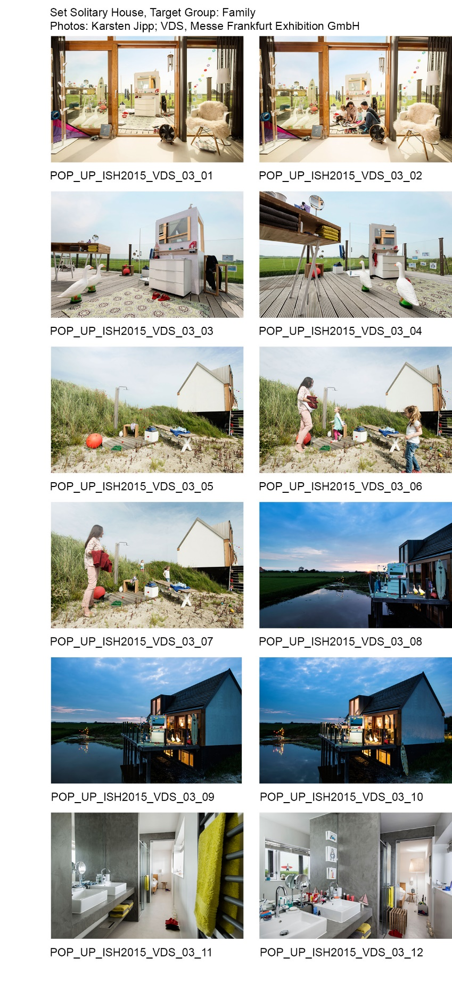 Set Solitary House, Target Group: Family
Photos: Karsten Jipp; VDS, Messe Frankfurt Exhibition GmbH
POP_UP_ISH2015_VDS_03_01
POP_UP_ISH2015_VDS_03_02
POP_UP_ISH2015_VDS_03_03
POP_UP_ISH2015_VDS_03_04
POP_UP_ISH2015_VDS_03_05
POP_UP_ISH2015_VDS_03_06
POP_UP_ISH2015_VDS_03_07
POP_UP_ISH2015_VDS_03_08
POP_UP_ISH2015_VDS_03_09
POP_UP_ISH2015_VDS_03_10
POP_UP_ISH2015_VDS_03_11
POP_UP_ISH2015_VDS_03_12